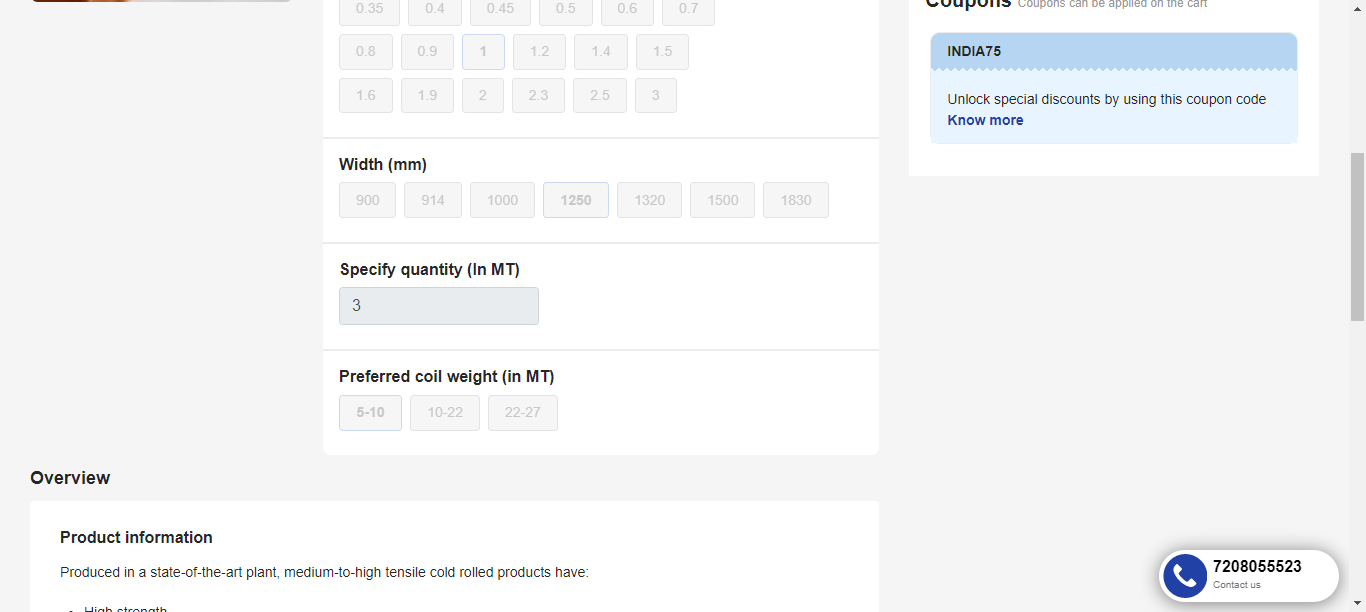 0.35 0.4 0.45 0.5 0.6 0.7
0.8 0.9 1 1.2 1.4 1.5
1.6 1.9 2 2.3 2.5 3
Width (mm)
900 914 1000 1250 1320 1500 1830
Specify quantity (In MT)
3
Preferred coil weight (in MT)
5-10 10-22 22-27
Coupons Coupons can be applied on the cart
INDIA75
Unlock special discounts by using this coupon code
Know more
Overview
Product information
Produced in a state-of-the-art plant, medium-to-high tensile cold rolled products have:
High strength
7208055523
Contact us